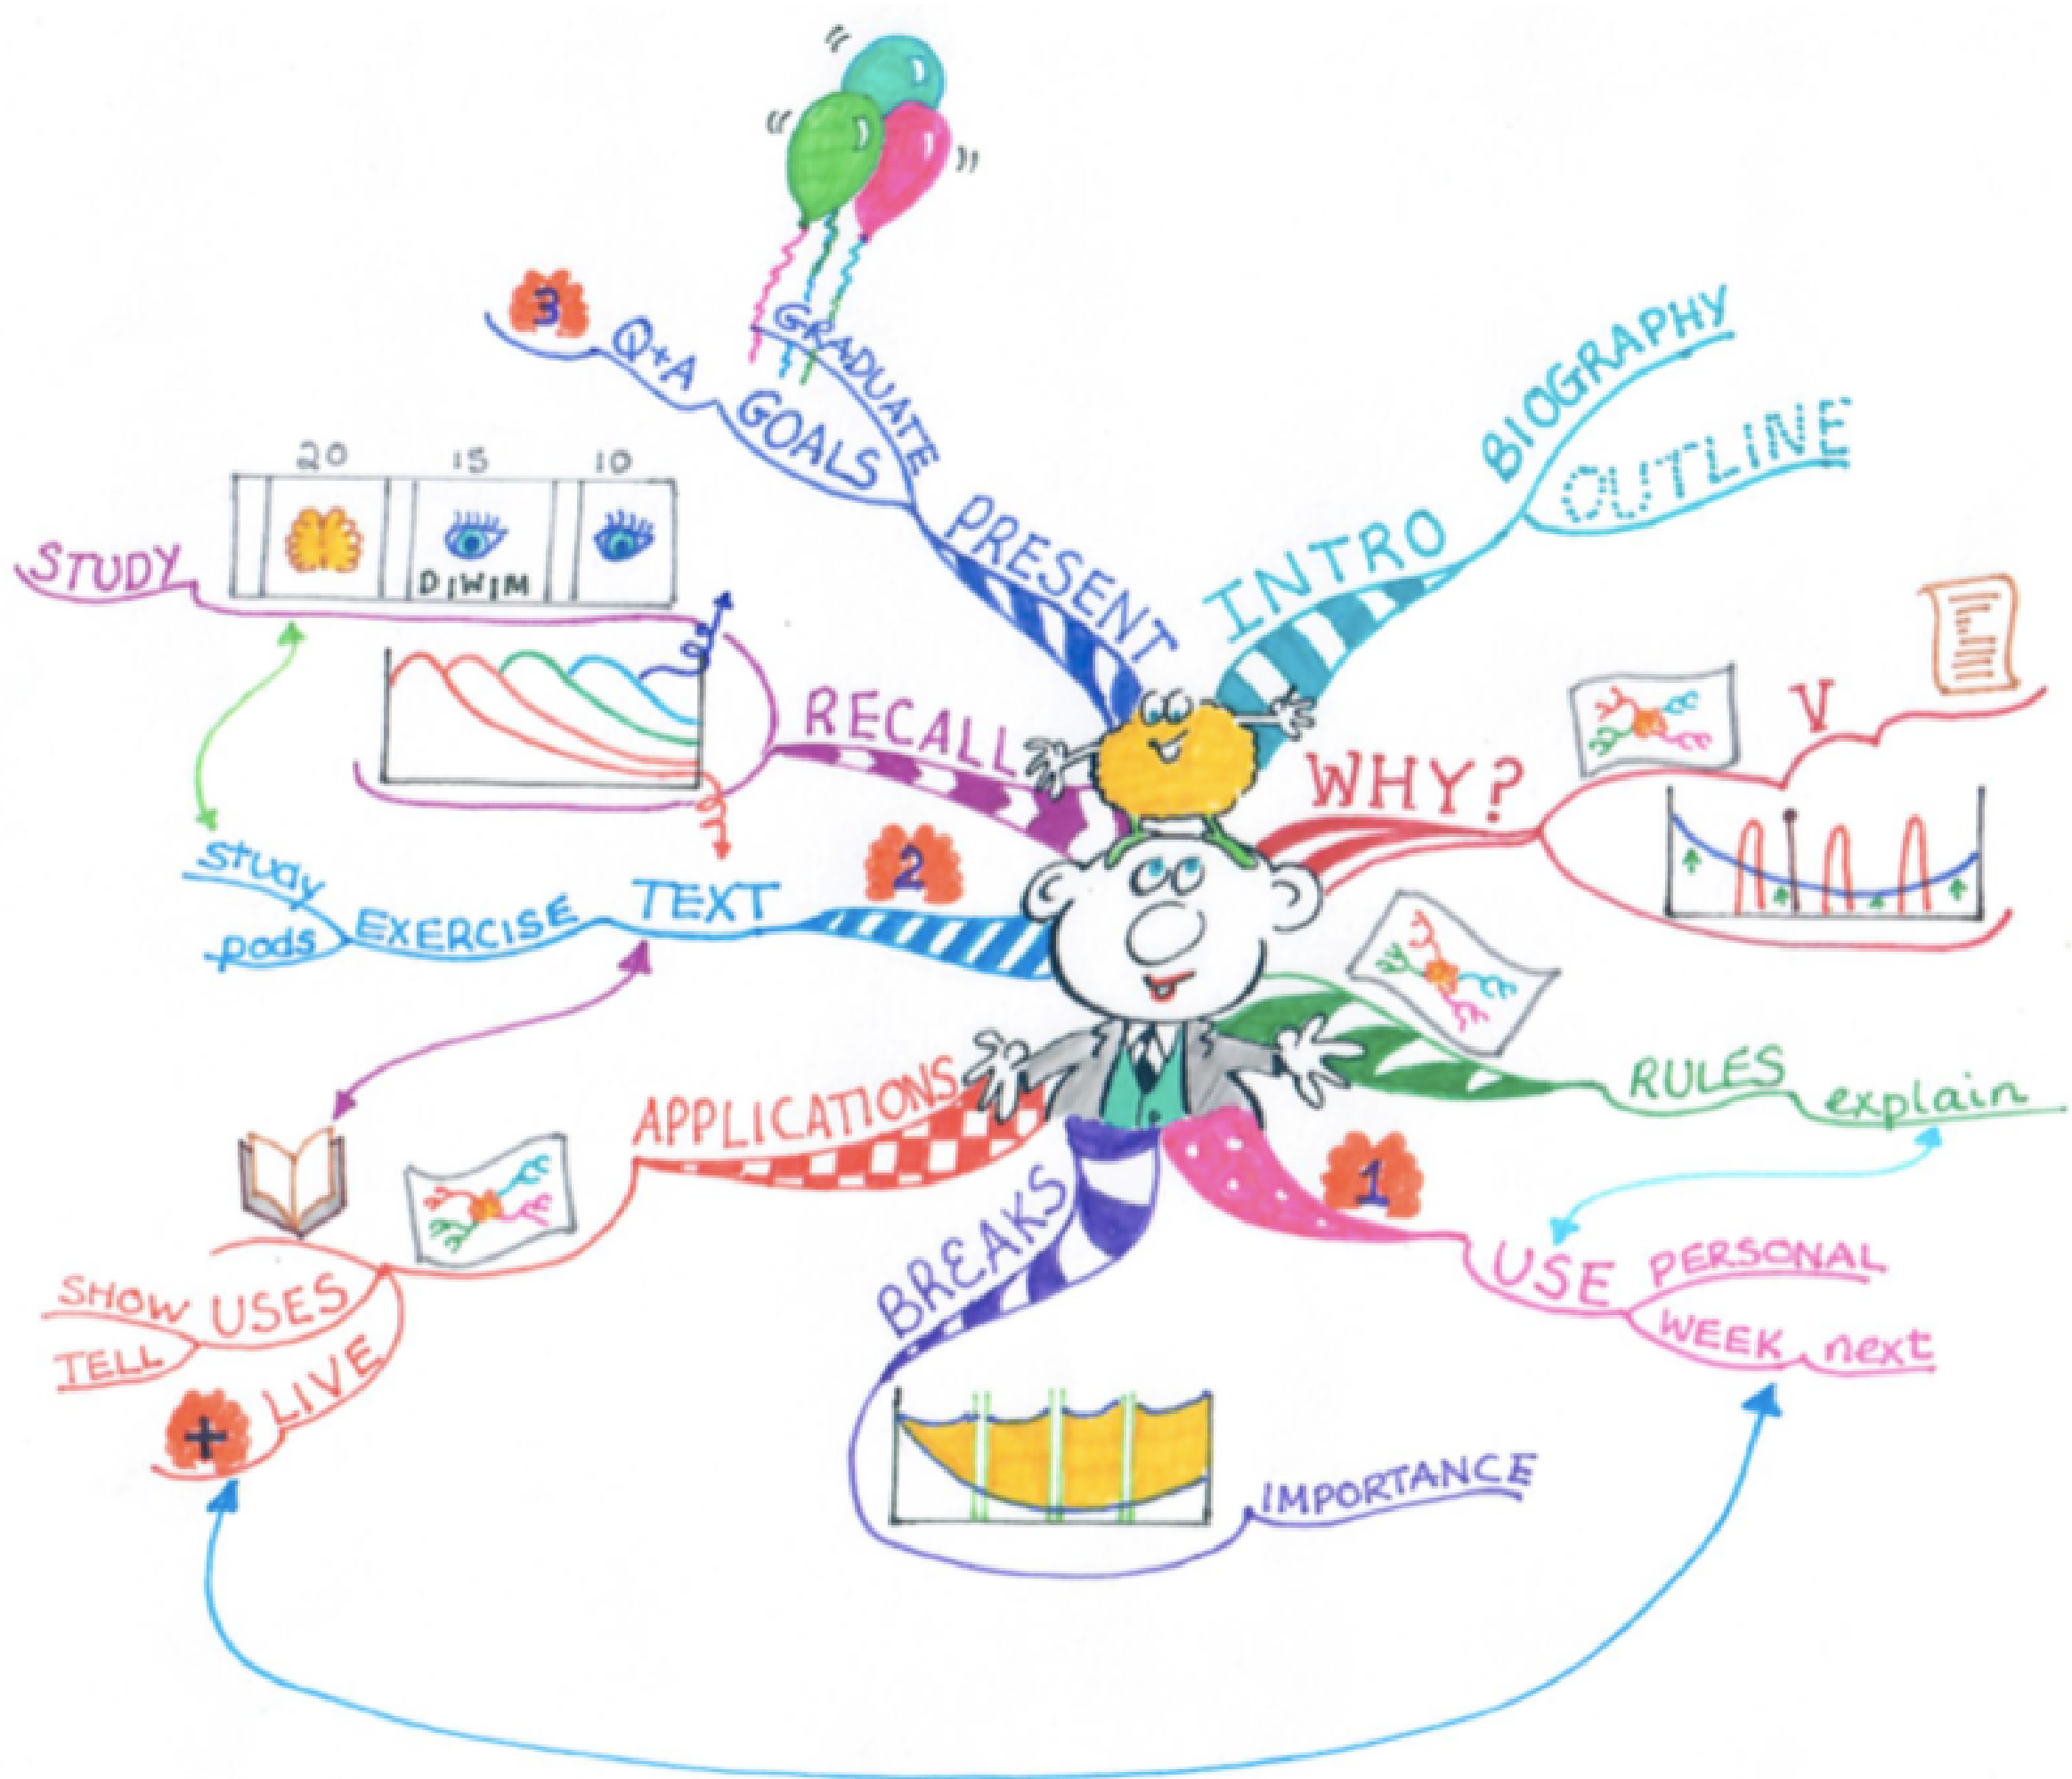 INTRO
BIOGRAPHY
OUTLINE
WHY?
V
RULES
explain
1
USE
PERSONAL
WEEK next
BREAKS
IMPORTANCE
APPLICATIONS
USES
SHOW
TELL
LIVE
+
2
TEXT
EXERCISE
study
pods
RECALL
STUDY
20 15 10
D I W I M
PRESENT
GRADUATE
GOALS
Q+A
3